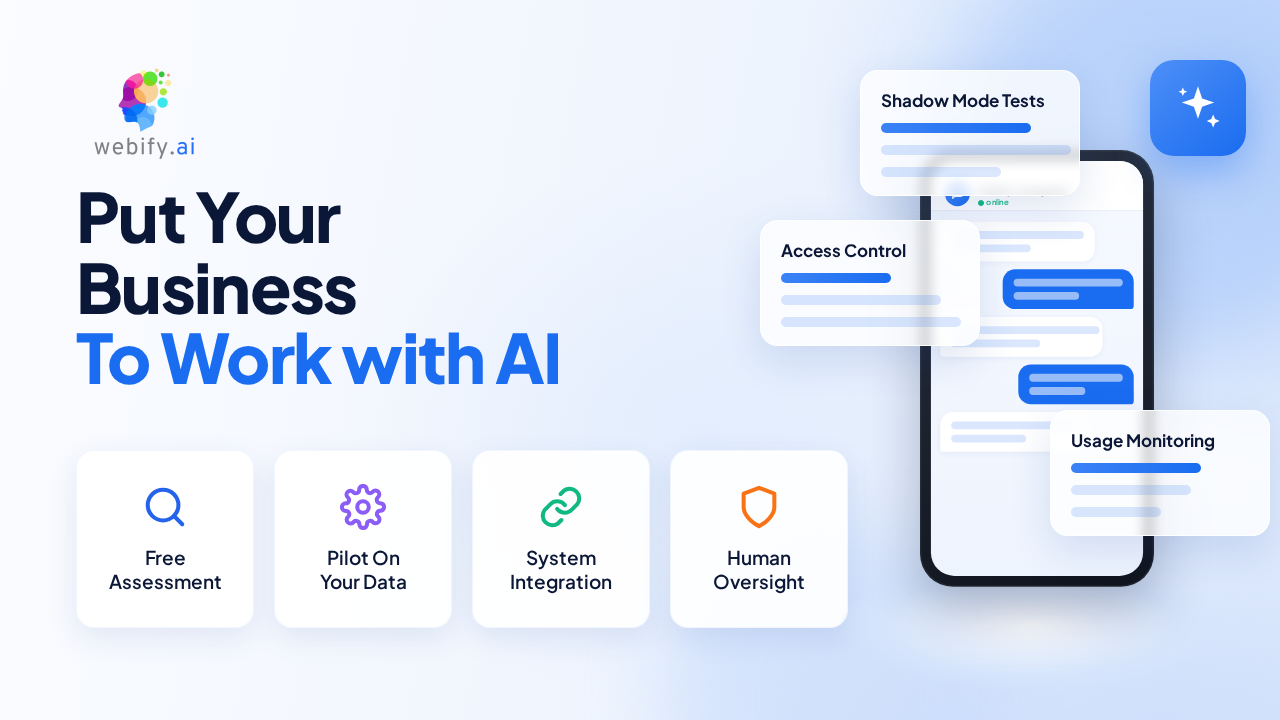 webify.ai
Put Your
Business
To Work with AI
Free
Assessment
Pilot On
Your Data
System
Integration
Human
Oversight
Shadow Mode Tests
online
Access Control
Usage Monitoring